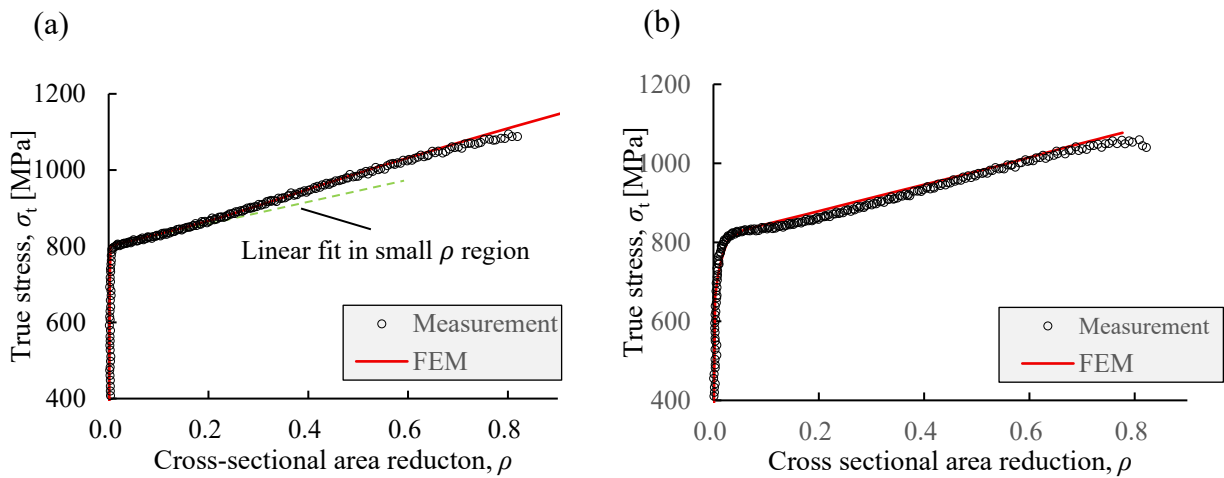 (a)
1200
1000
800
600
400
True stress, σt [MPa]
Linear fit in small ρ region
Measurement
FEM
0.0 0.2 0.4 0.6 0.8
Cross-sectional area reducton, ρ
(b)
1200
1000
800
600
400
True stress, σt [MPa]
Measurement
FEM
0.0 0.2 0.4 0.6 0.8
Cross sectional area reduction, ρ